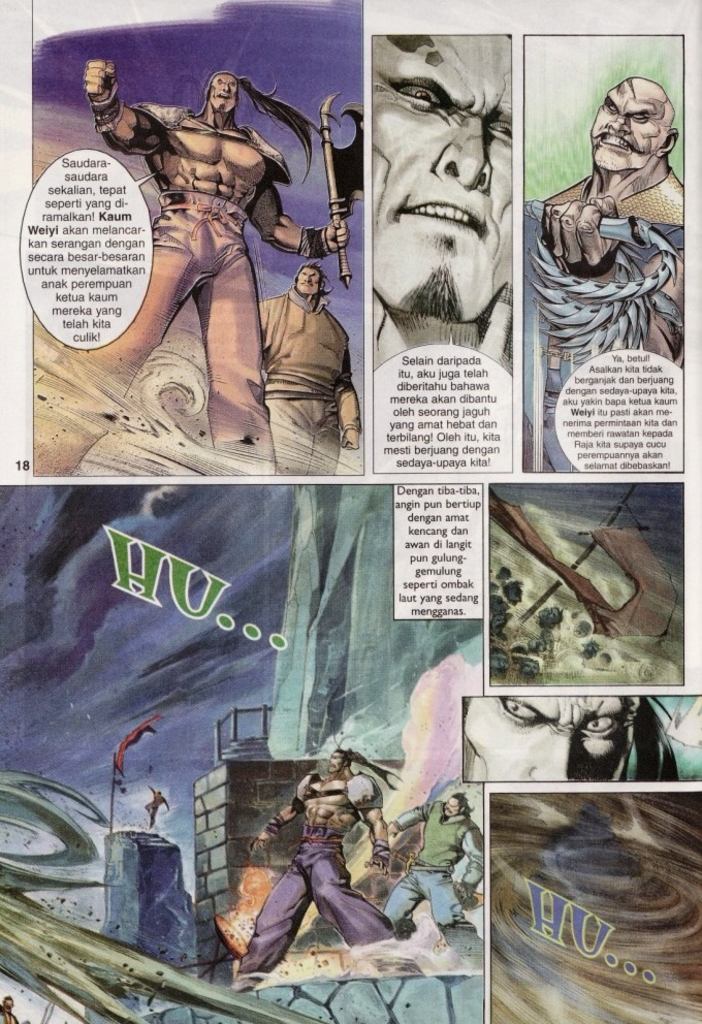 Saudara-
saudara
sekalian, tepat
seperti yang di-
ramalkan! Kaum
Weiyi akan melancar-
kan serangan dengan
secara besar-besaran
untuk menyelamatkan
anak perempuan
ketua kaum
mereka yang
telah kita
culik!
Selain daripada
itu, aku juga telah
diberitahu bahawa
mereka akan dibantu
oleh seorang jaguh
yang amat hebat dan
terbilang! Oleh itu, kita
mesti berjuang dengan
sedaya-upaya kita!
Ya, betul!
Asalkan kita tidak
berganjak dan berjuang
dengan sedaya-upaya kita,
aku yakin bapa ketua kaum
Weiyi itu pasti akan me-
nerima permintaan kita dan
memberi rawatan kepada
Raja kita supaya cucu
perempuannya akan
selamat dibebaskan!
18
HU...
Dengan tiba-tiba,
angin pun bertiup
dengan amat
kencang dan
awan di langit
pun gulung-
gemulung
seperti ombak
laut yang sedang
mengganas.
HU...